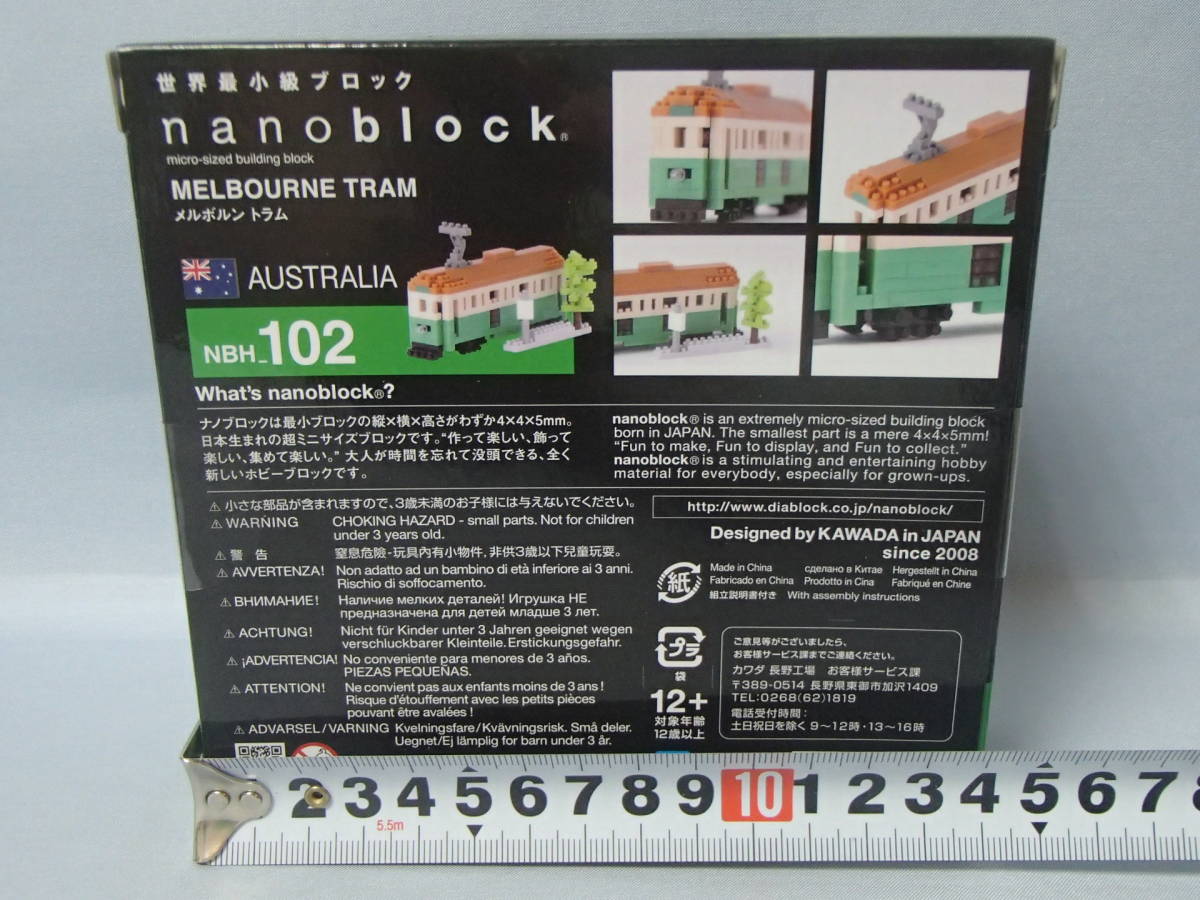 世界最小級ブロック
nanoblock®
micro-sized building block
MELBOURNE TRAM
メルボルン トラム
AUSTRALIA
NBH_102
What's nanoblock®?
ナノブロックは最小ブロックの縦×横×高さがわずか4×4×5mm。
日本生まれの超ミニサイズブロックです。“作って楽しい、飾って
楽しい、集めて楽しい。” 大人が時間を忘れて没頭できる、全く
新しいホビーブロックです。
nanoblock® is an extremely micro-sized building block
born in JAPAN. The smallest part is a mere 4×4×5mm!
“Fun to make, Fun to display, and Fun to collect.”
nanoblock® is a stimulating and entertaining hobby
material for everybody, especially for grown-ups.
⚠ 小さな部品が含まれますので、3歳未満のお子様には与えないでください。
⚠ WARNING CHOKING HAZARD - small parts. Not for children
under 3 years old.
⚠ 警 告 窒息危險-玩具內有小物件, 非供3歲以下兒童玩耍。
⚠ AVVERTENZA! Non adatto ad un bambino di età inferiore ai 3 anni.
Rischio di soffocamento.
⚠ ВНИМАНИЕ! Наличие мелких деталей! Игрушка НЕ
предназначена для детей младше 3 лет.
⚠ ACHTUNG! Nicht für Kinder unter 3 Jahren geeignet wegen
verschluckbarer Kleinteile. Erstickungsgefahr.
⚠ ¡ADVERTENCIA! No conveniente para menores de 3 años.
PIEZAS PEQUEÑAS.
⚠ ATTENTION! Ne convient pas aux enfants moins de 3 ans !
Risque d'étouffement avec les petits pièces
pouvant être avalées !
⚠ ADVARSEL/VARNING Kvelningsfare/Kvävningsrisk. Små deler.
Uegnet/Ej lämplig for barn under 3 år.
http://www.diablock.co.jp/nanoblock/
Designed by KAWADA in JAPAN
since 2008
紙
Made in China сделано в Китае Hergestellt in China
Fabricado en China Prodotto in Cina Fabriqué en Chine
組立説明書付き With assembly instructions
プラ
袋
12+
対象年齢
12歳以上
ご意見等がございましたら、
お客様サービス課までご連絡ください。
カワダ 長野工場 お客様サービス課
〒389-0514 長野県東御市加沢1409
TEL:0268(62)1819
電話受付時間：
土日祝日を除く 9～12時・13～16時
2 3 4 5 6 7 8 9 10 1 2 3 4 5 6 7 8
5.5m